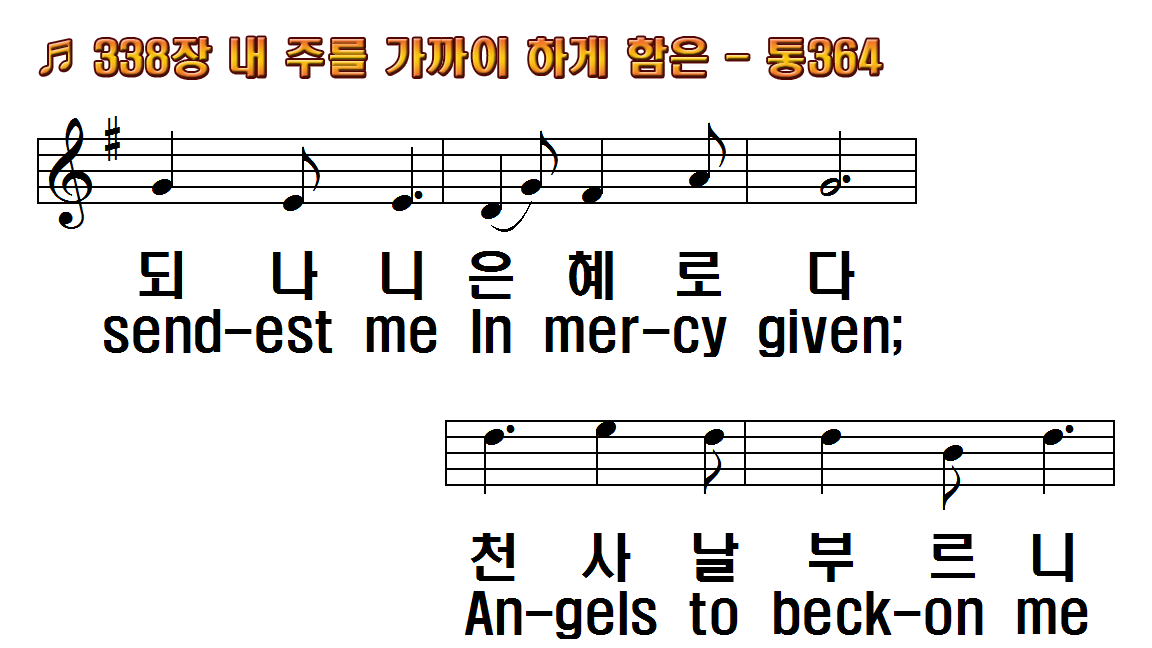 ♬ 338장 내 주를 가까이 하게 함은 - 통364
되 나 니 은 혜 로 다
send-est me In mer-cy given;
천 사 날 부 르 니
An-gels to beck-on me